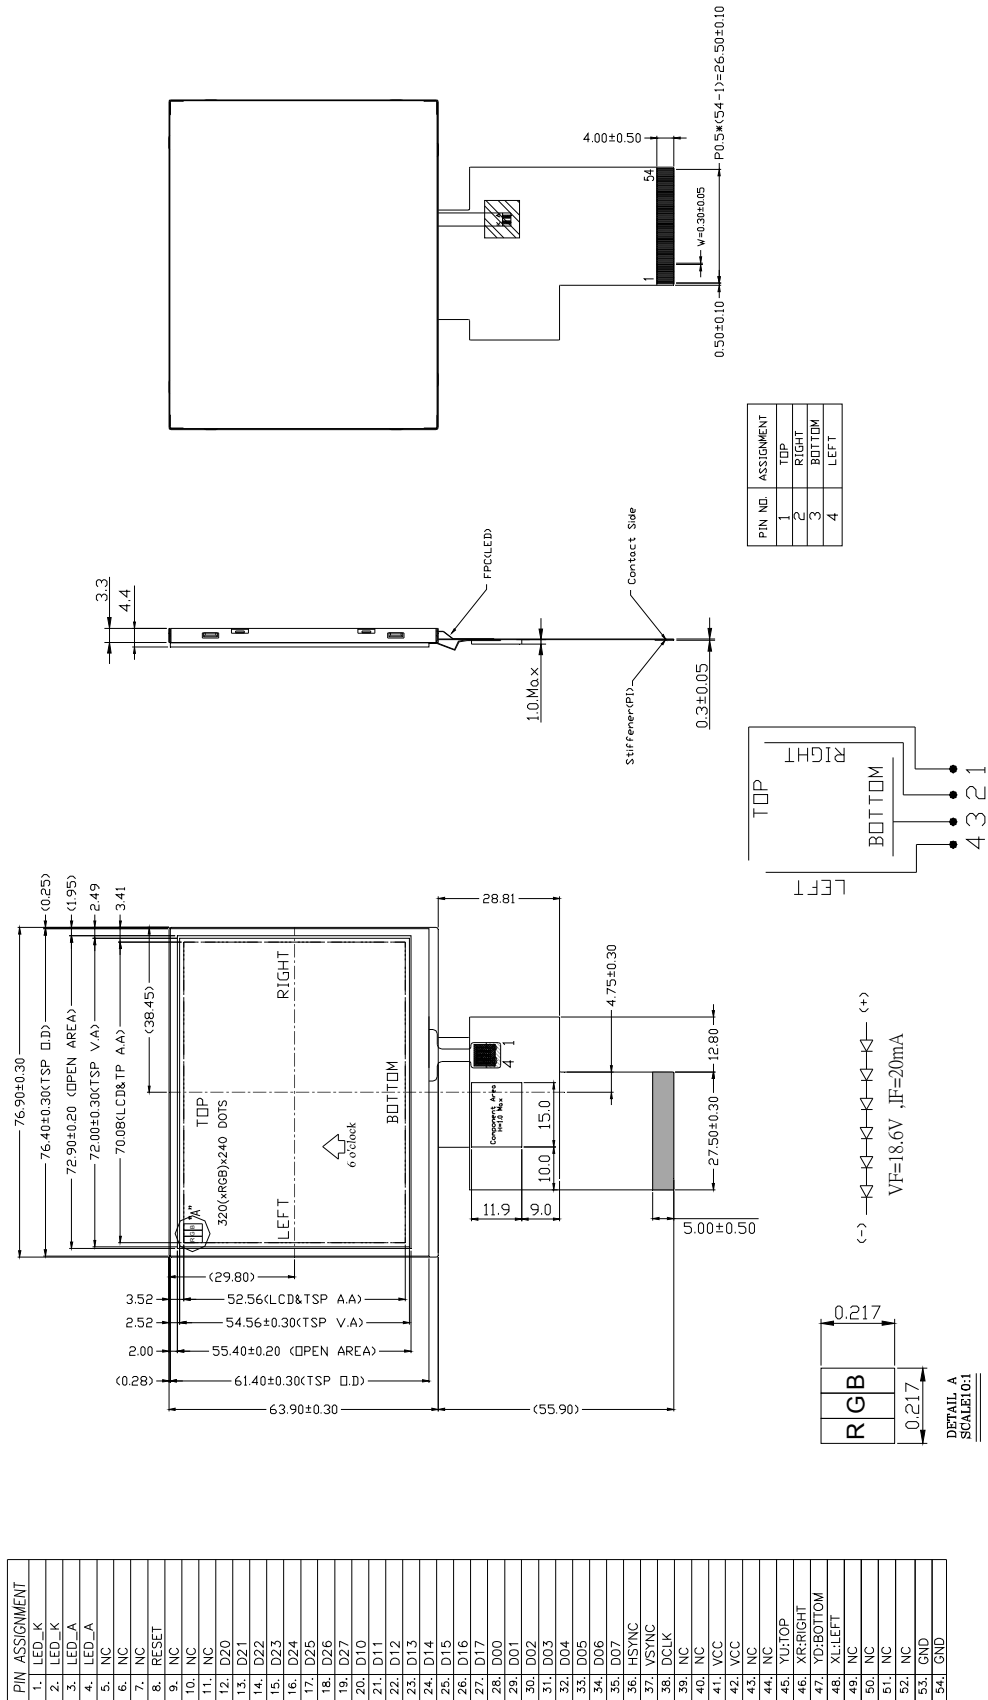 4.00±0.50
54
1
W=0.30±0.05
P0.5*(54-1)=26.50±0.10
0.50±0.10
K A
PIN NO. ASSIGNMENT
1 TOP
2 RIGHT
3 BOTTOM
4 LEFT
3.3
4.4
FPC(LED)
Contact Side
1.0.Max
Stiffener(PI)
0.3±0.05
TOP
RIGHT
BOTTOM
LEFT
4 3 2 1
76.90±0.30
76.40±0.30(TSP O.D)
(0.25)
72.90±0.20 (OPEN AREA)
(1.95)
72.00±0.30(TSP V.A)
2.49
70.08(LCD&TP A.A)
3.41
(38.45)
28.81
4.75±0.30
TOP
RIGHT
BOTTOM
LEFT
"A"
R G B
320(xRGB)x240 DOTS
6 o'clock
4 1
Component Area
H=1.0 Max
12.80
15.0
10.0
27.50±0.30
11.9
9.0
5.00±0.50
(29.80)
3.52
52.56(LCD&TSP A.A)
2.52
54.56±0.30(TSP V.A)
2.00
55.40±0.20 (OPEN AREA)
(0.28)
61.40±0.30(TSP O.D)
63.90±0.30
(55.90)
(-)
(+)
VF=18.6V ,IF=20mA
0.217
R G B
0.217
DETAIL A
SCALE10:1
PIN ASSIGNMENT
1. LED_K
2. LED_K
3. LED_A
4. LED_A
5. NC
6. NC
7. NC
8. RESET
9. NC
10. NC
11. NC
12. D20
13. D21
14. D22
15. D23
16. D24
17. D25
18. D26
19. D27
20. D10
21. D11
22. D12
23. D13
24. D14
25. D15
26. D16
27. D17
28. D00
29. D01
30. D02
31. D03
32. D04
33. D05
34. D06
35. D07
36. HSYNC
37. VSYNC
38. DCLK
39. NC
40. NC
41. VCC
42. VCC
43. NC
44. NC
45. YU:TOP
46. XR:RIGHT
47. YD:BOTTOM
48. XL:LEFT
49. NC
50. NC
51. NC
52. NC
53. GND
54. GND